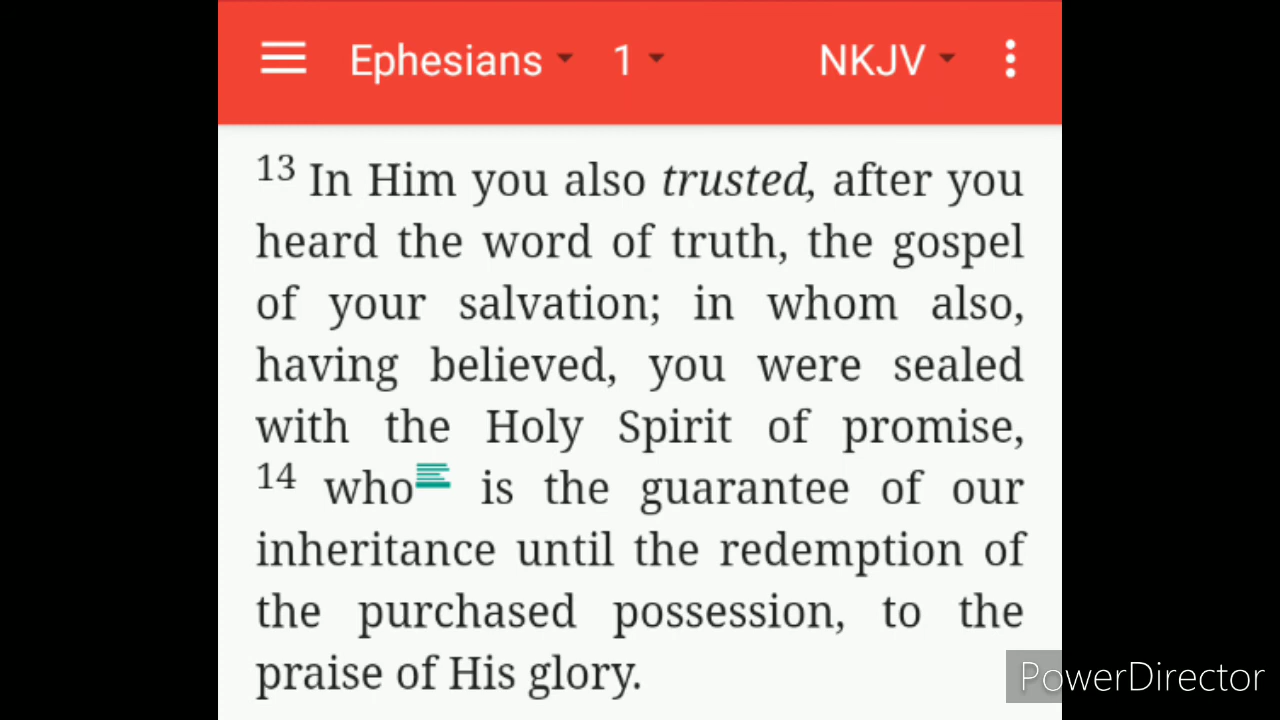 Ephesians 1 NKJV
13 In Him you also trusted, after you
heard the word of truth, the gospel
of your salvation; in whom also,
having believed, you were sealed
with the Holy Spirit of promise,
14 who is the guarantee of our
inheritance until the redemption of
the purchased possession, to the
praise of His glory.
PowerDirector